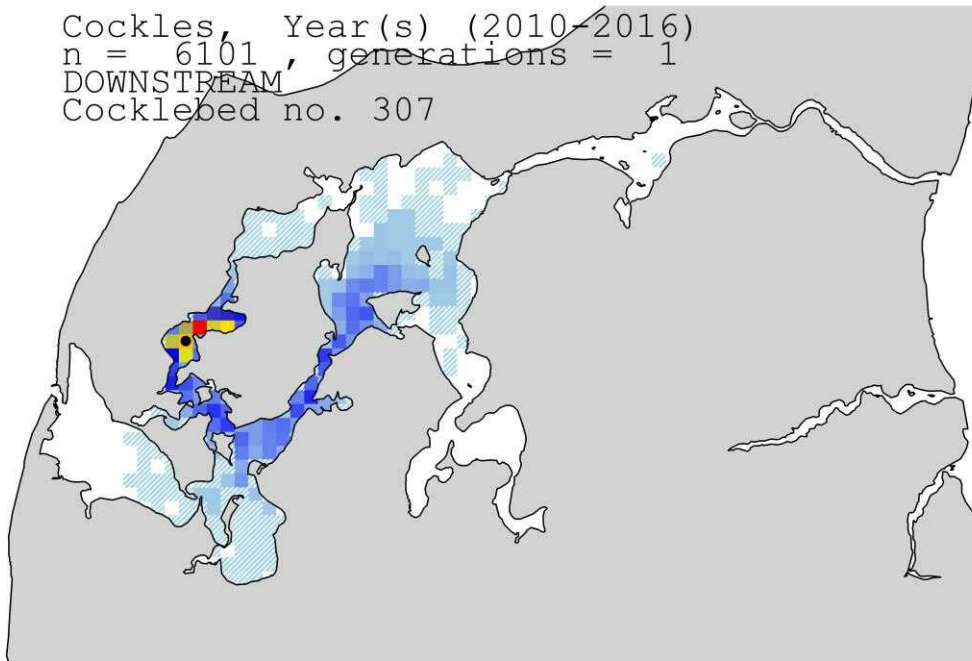 Cockles, Year(s) (2010-2016)
n = 6101 , generations = 1
DOWNSTREAM
Cocklebed no. 307